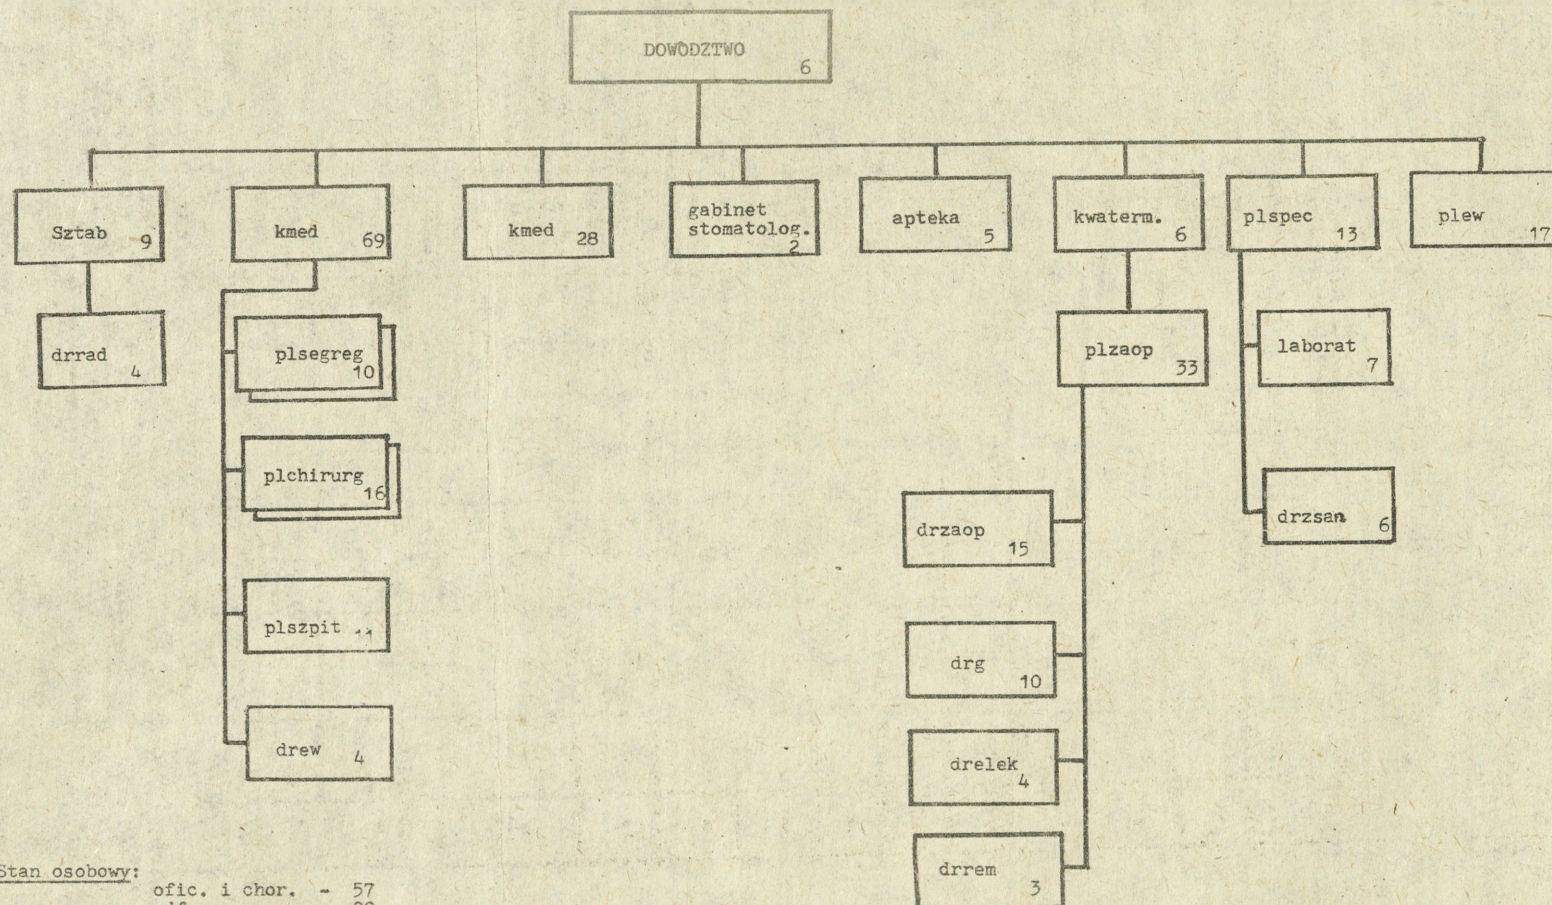 DOWÓDZTWO
6
Sztab 9
kmed 69
kmed 28
gabinet
stomatolog.
2
apteka 5
kwaterm. 6
plspec 13
plew 17
drrad 4
plsegreg
10
plchirurg
16
plszpit
drew 4
plzaop 33
drzaop 15
drg 10
drelek
4
drrem 3
laborat 7
drzsan 6
Stan osobowy:
ofic. i chor. - 57